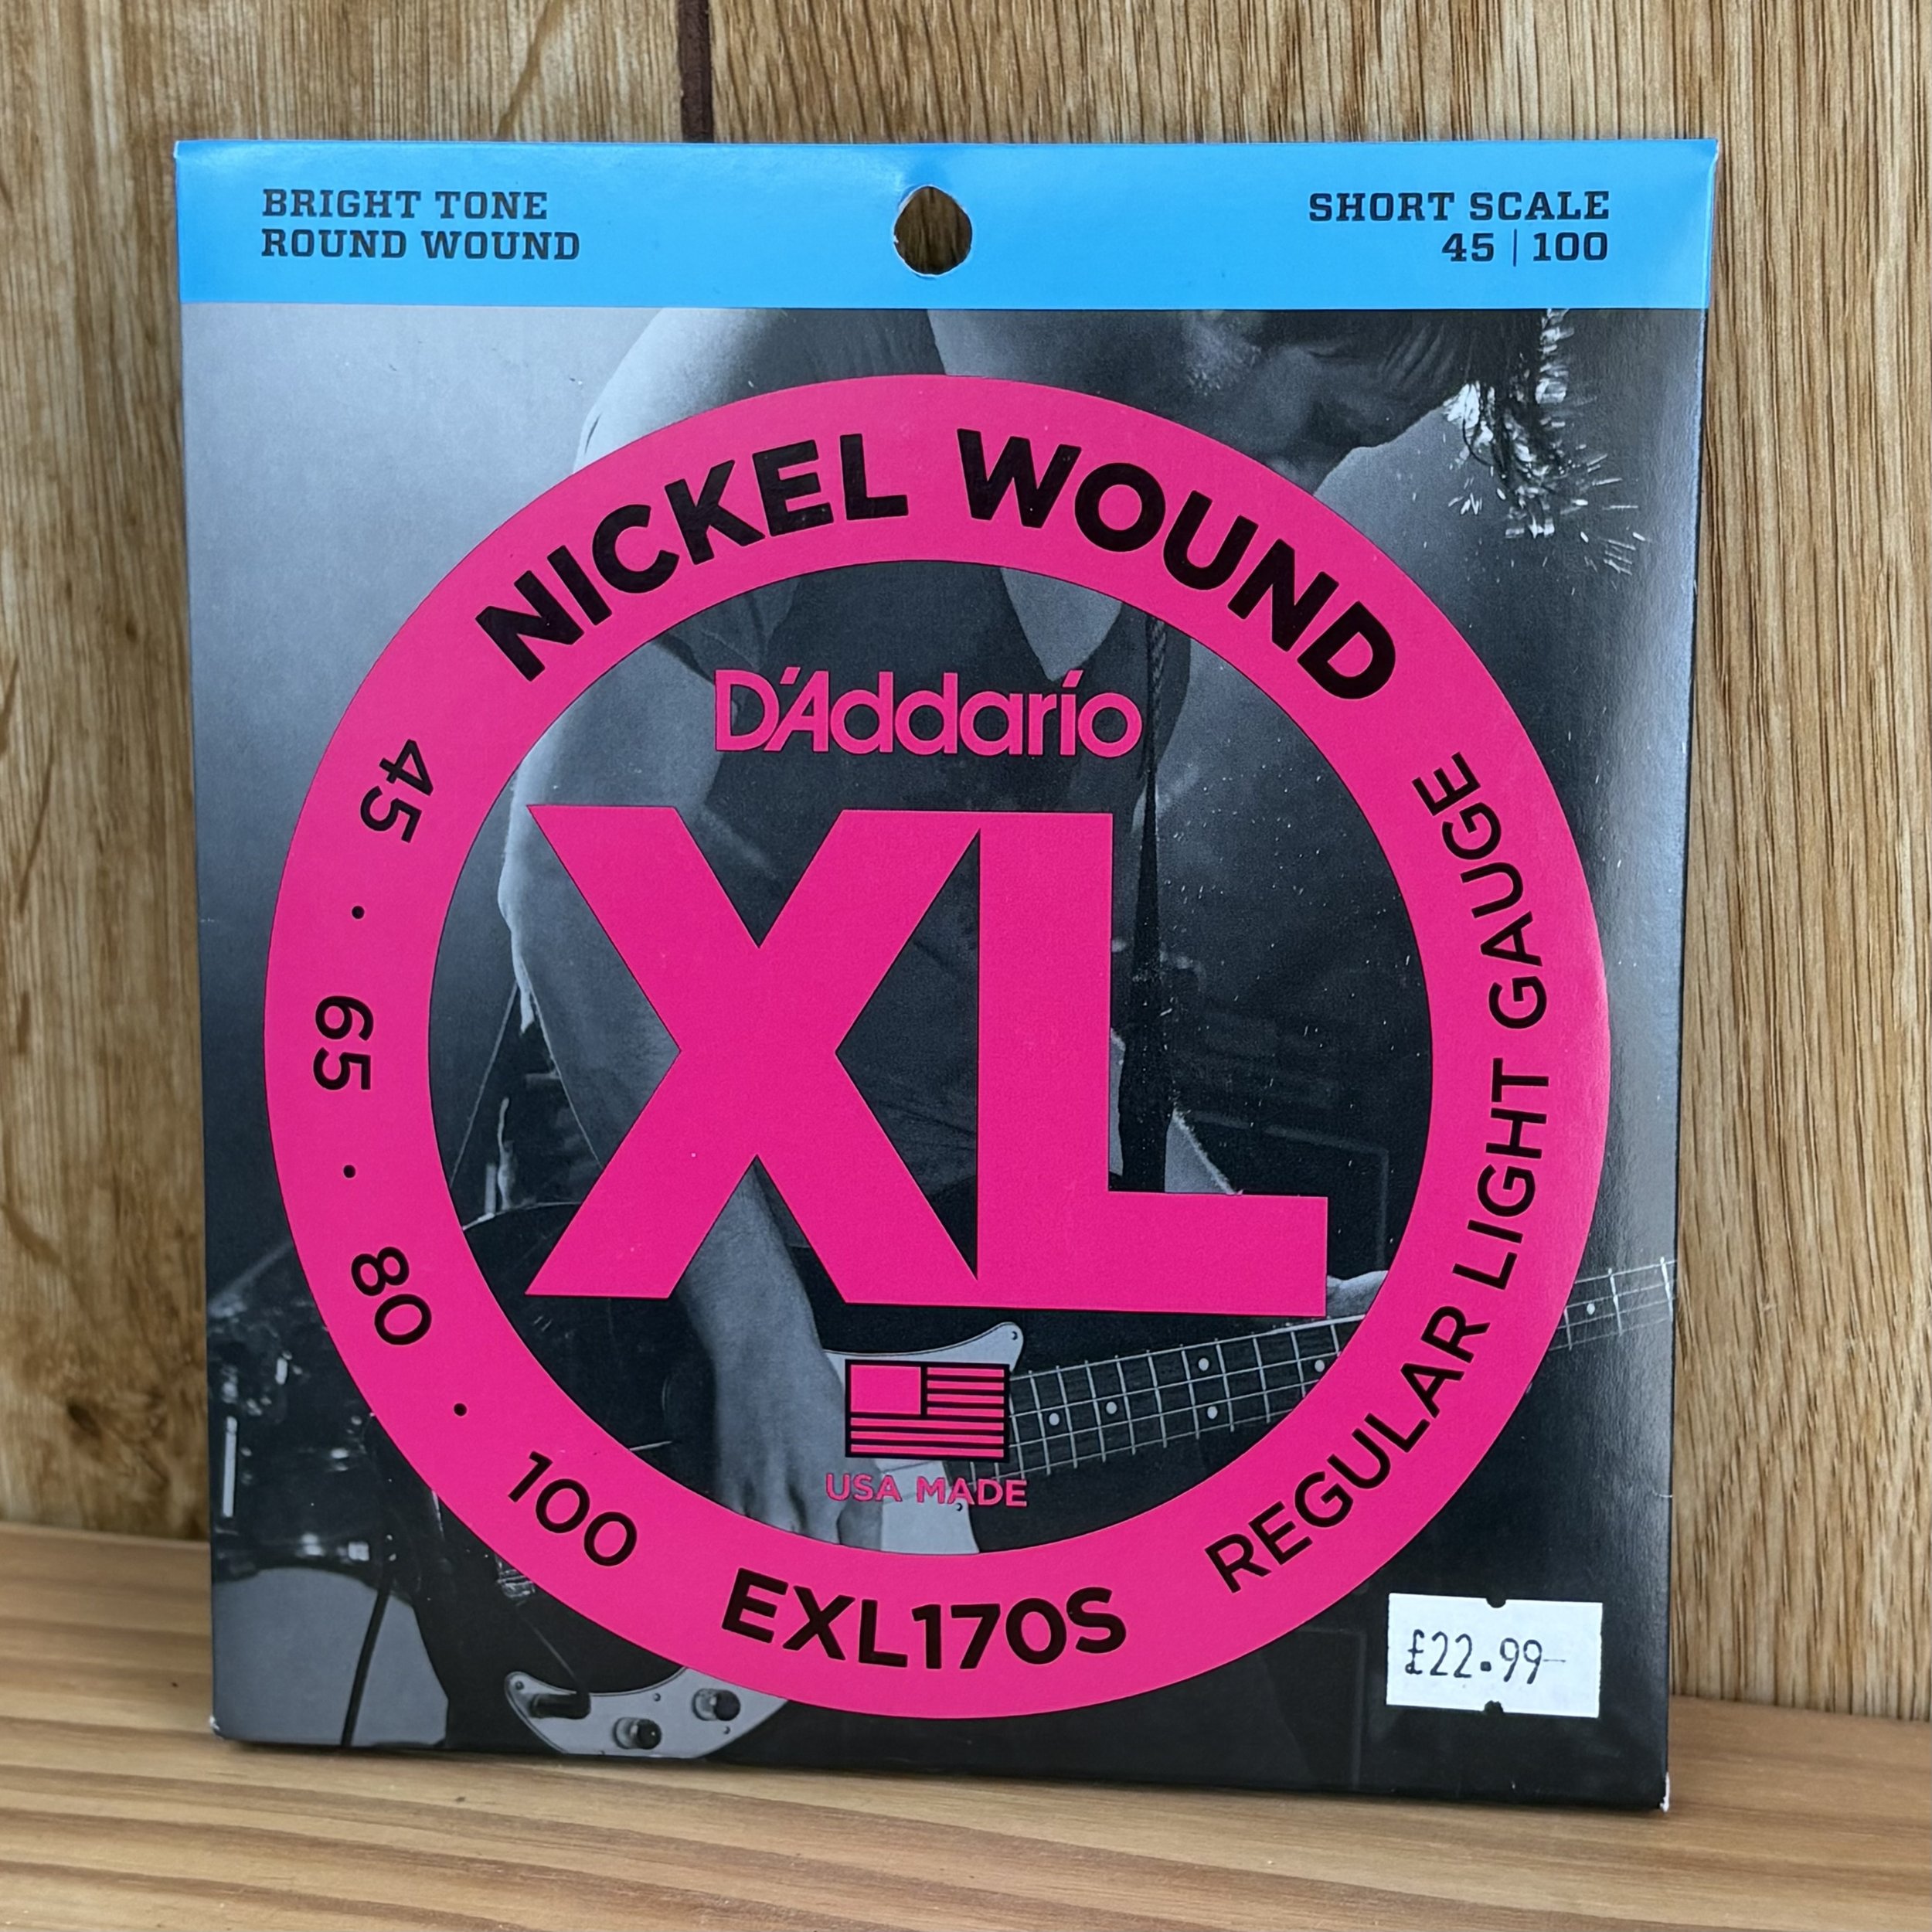 BRIGHT TONE
ROUND WOUND
SHORT SCALE
45 | 100
NICKEL WOUND
D'Addario
XL
USA MADE
45 · 65 · 80 · 100
EXL170S
REGULAR LIGHT GAUGE
£22.99